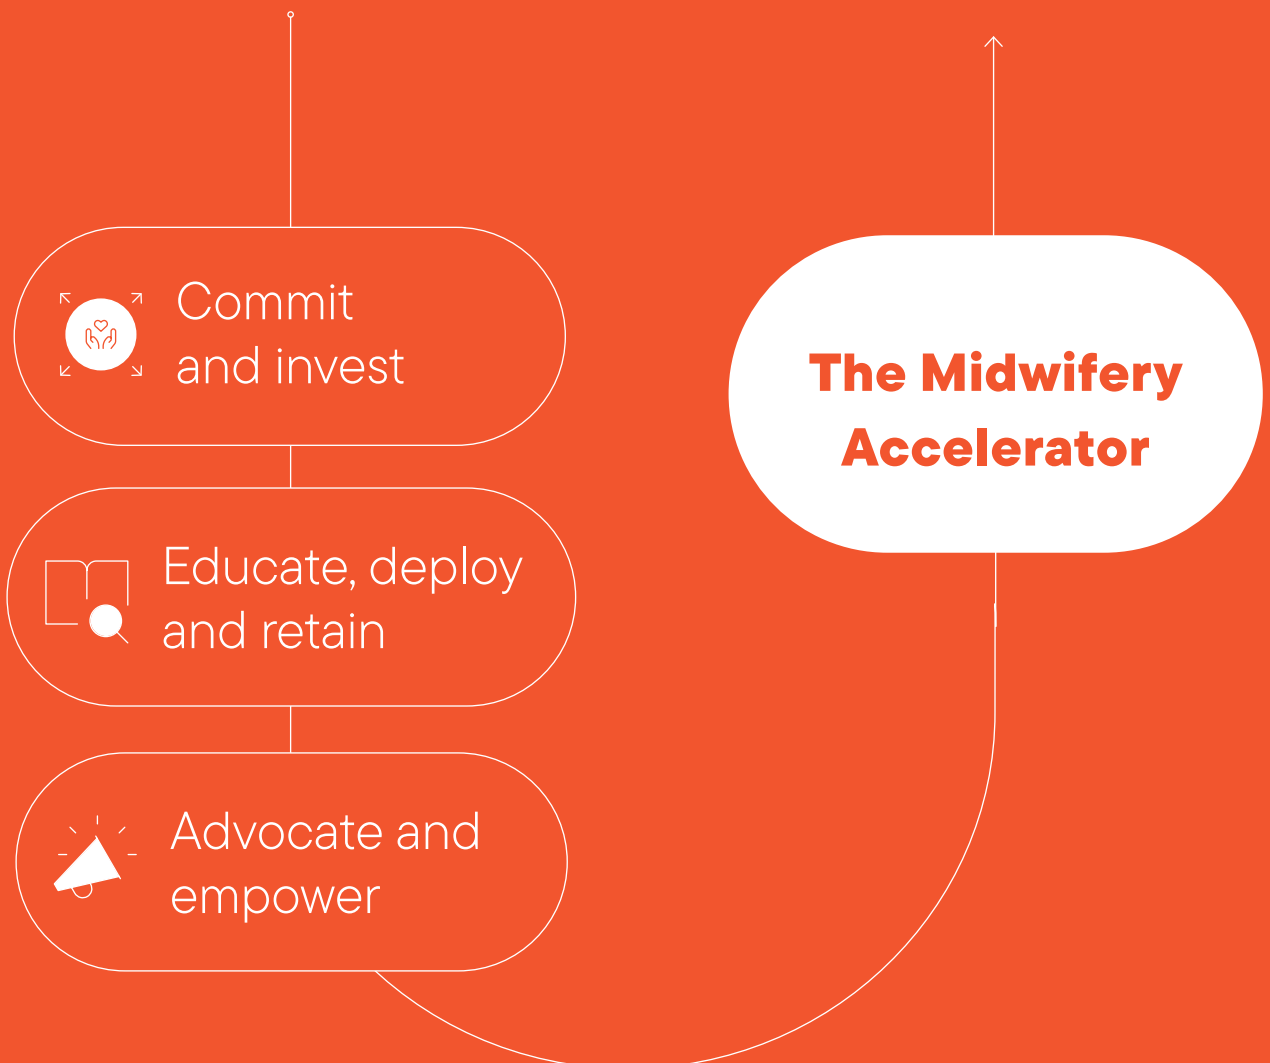 Commit
and invest
Educate, deploy
and retain
Advocate and
empower
The Midwifery
Accelerator